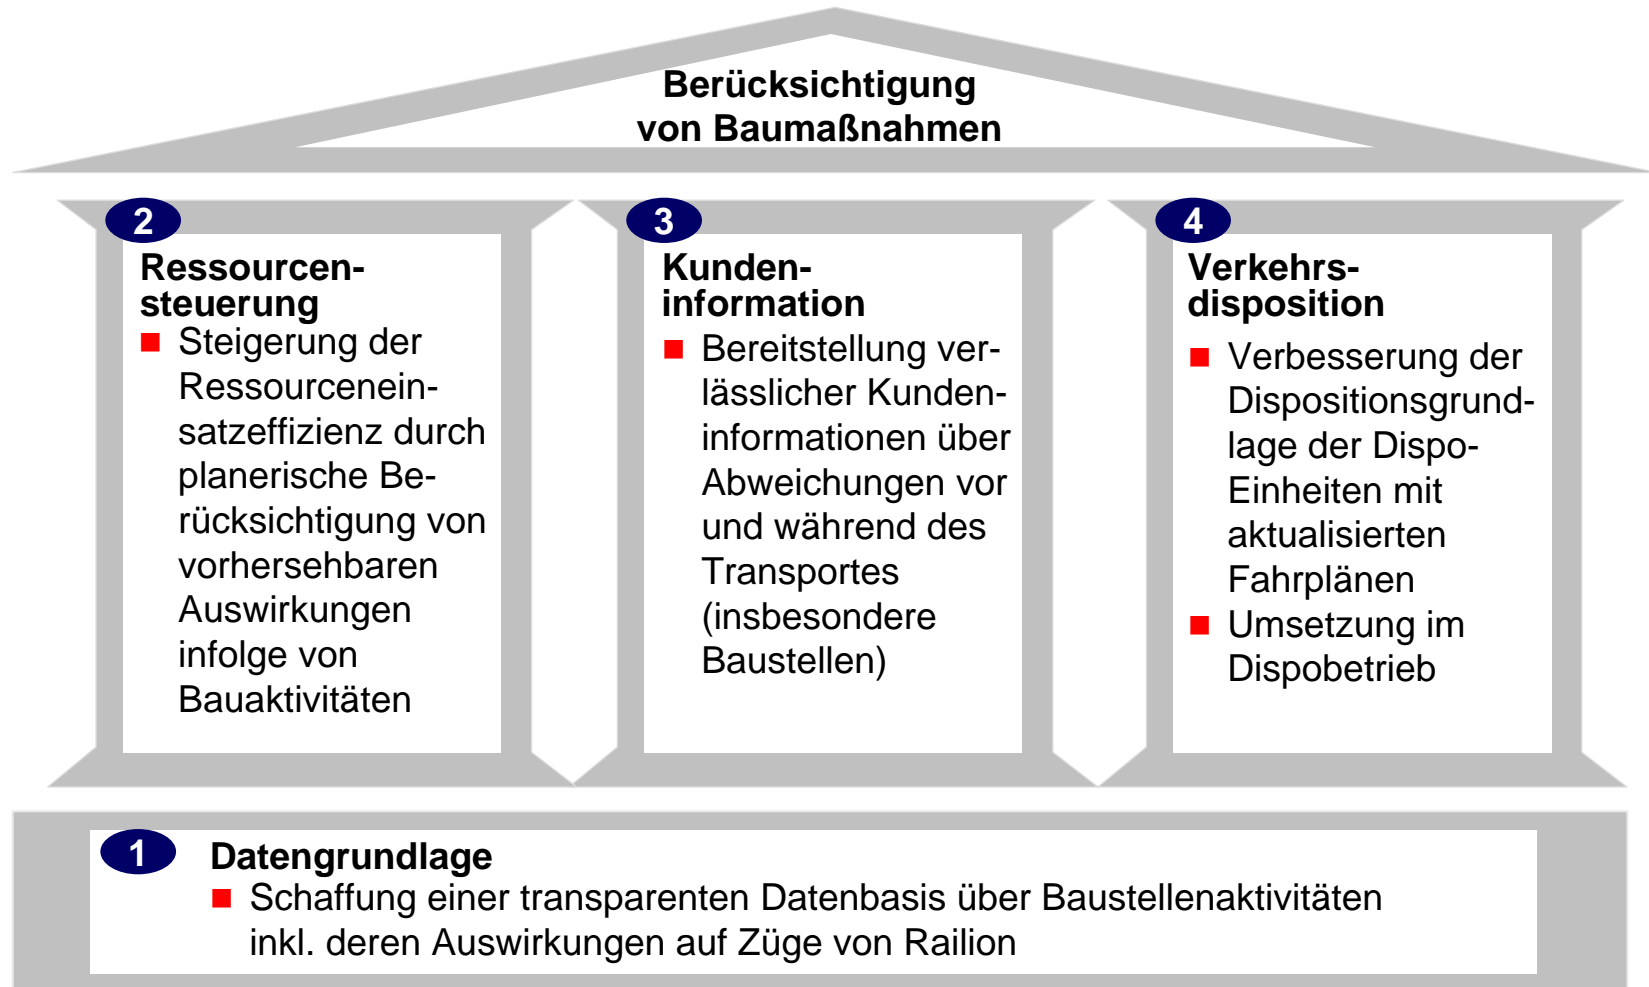 Berücksichtigung
von Baumaßnahmen
2
Ressourcen-
steuerung
■ Steigerung der
Ressourcenein-
satzeffizienz durch
planerische Be-
rücksichtigung von
vorhersehbaren
Auswirkungen
infolge von
Bauaktivitäten
3
Kunden-
information
■ Bereitstellung ver-
lässlicher Kunden-
informationen über
Abweichungen vor
und während des
Transportes
(insbesondere
Baustellen)
4
Verkehrs-
disposition
■ Verbesserung der
Dispositionsgrund-
lage der Dispo-
Einheiten mit
aktualisierten
Fahrplänen
■ Umsetzung im
Dispobetrieb
1
Datengrundlage
■ Schaffung einer transparenten Datenbasis über Baustellenaktivitäten
inkl. deren Auswirkungen auf Züge von Railion